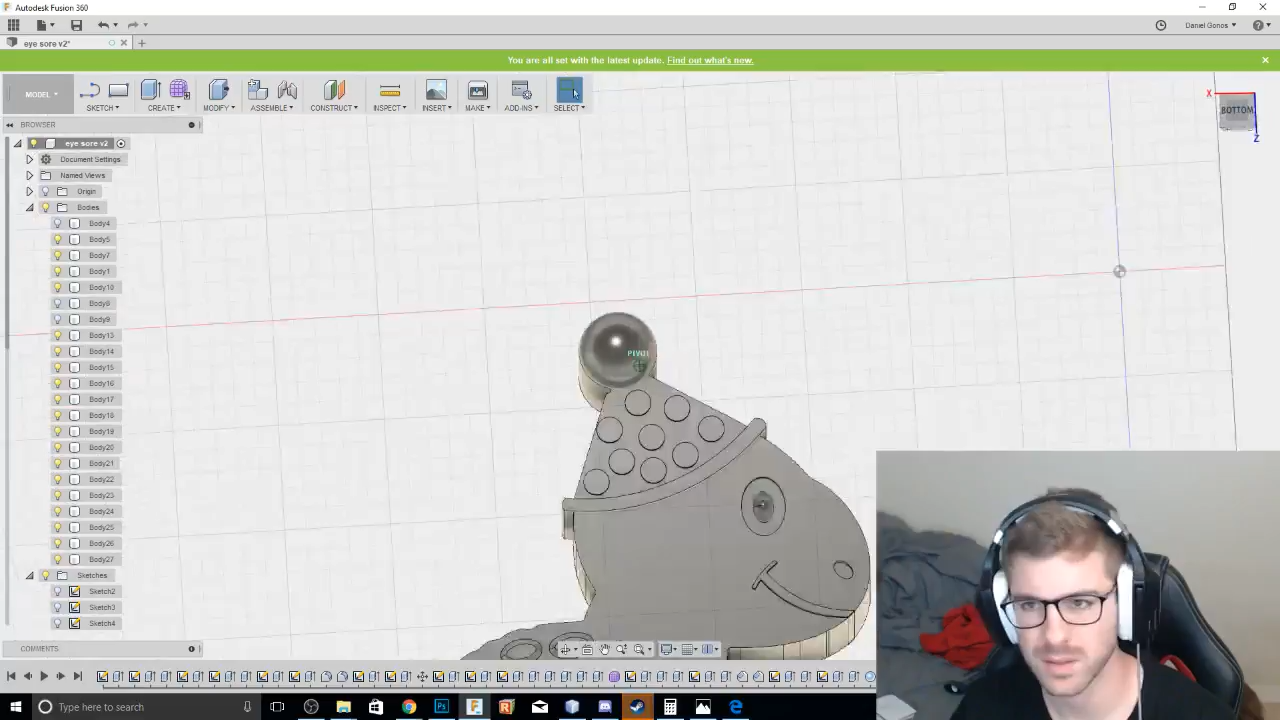 Autodesk Fusion 360
Daniel Gonos
eye sore v2*
You are all set with the latest update. Find out what's new.
MODEL
SKETCH
CREATE
MODIFY
ASSEMBLE
CONSTRUCT
INSPECT
INSERT
MAKE
ADD-INS
SELECT
X
BOTTOM
Z
BROWSER
eye sore v2
Document Settings
Named Views
Origin
Bodies
Body4
Body5
Body7
Body1
Body10
Body8
Body9
Body13
Body14
Body15
Body16
Body17
Body18
Body19
Body20
Body21
Body22
Body23
Body24
Body25
Body26
Body27
Sketches
Sketch2
Sketch3
Sketch4
PIVOT
COMMENTS
Type here to search